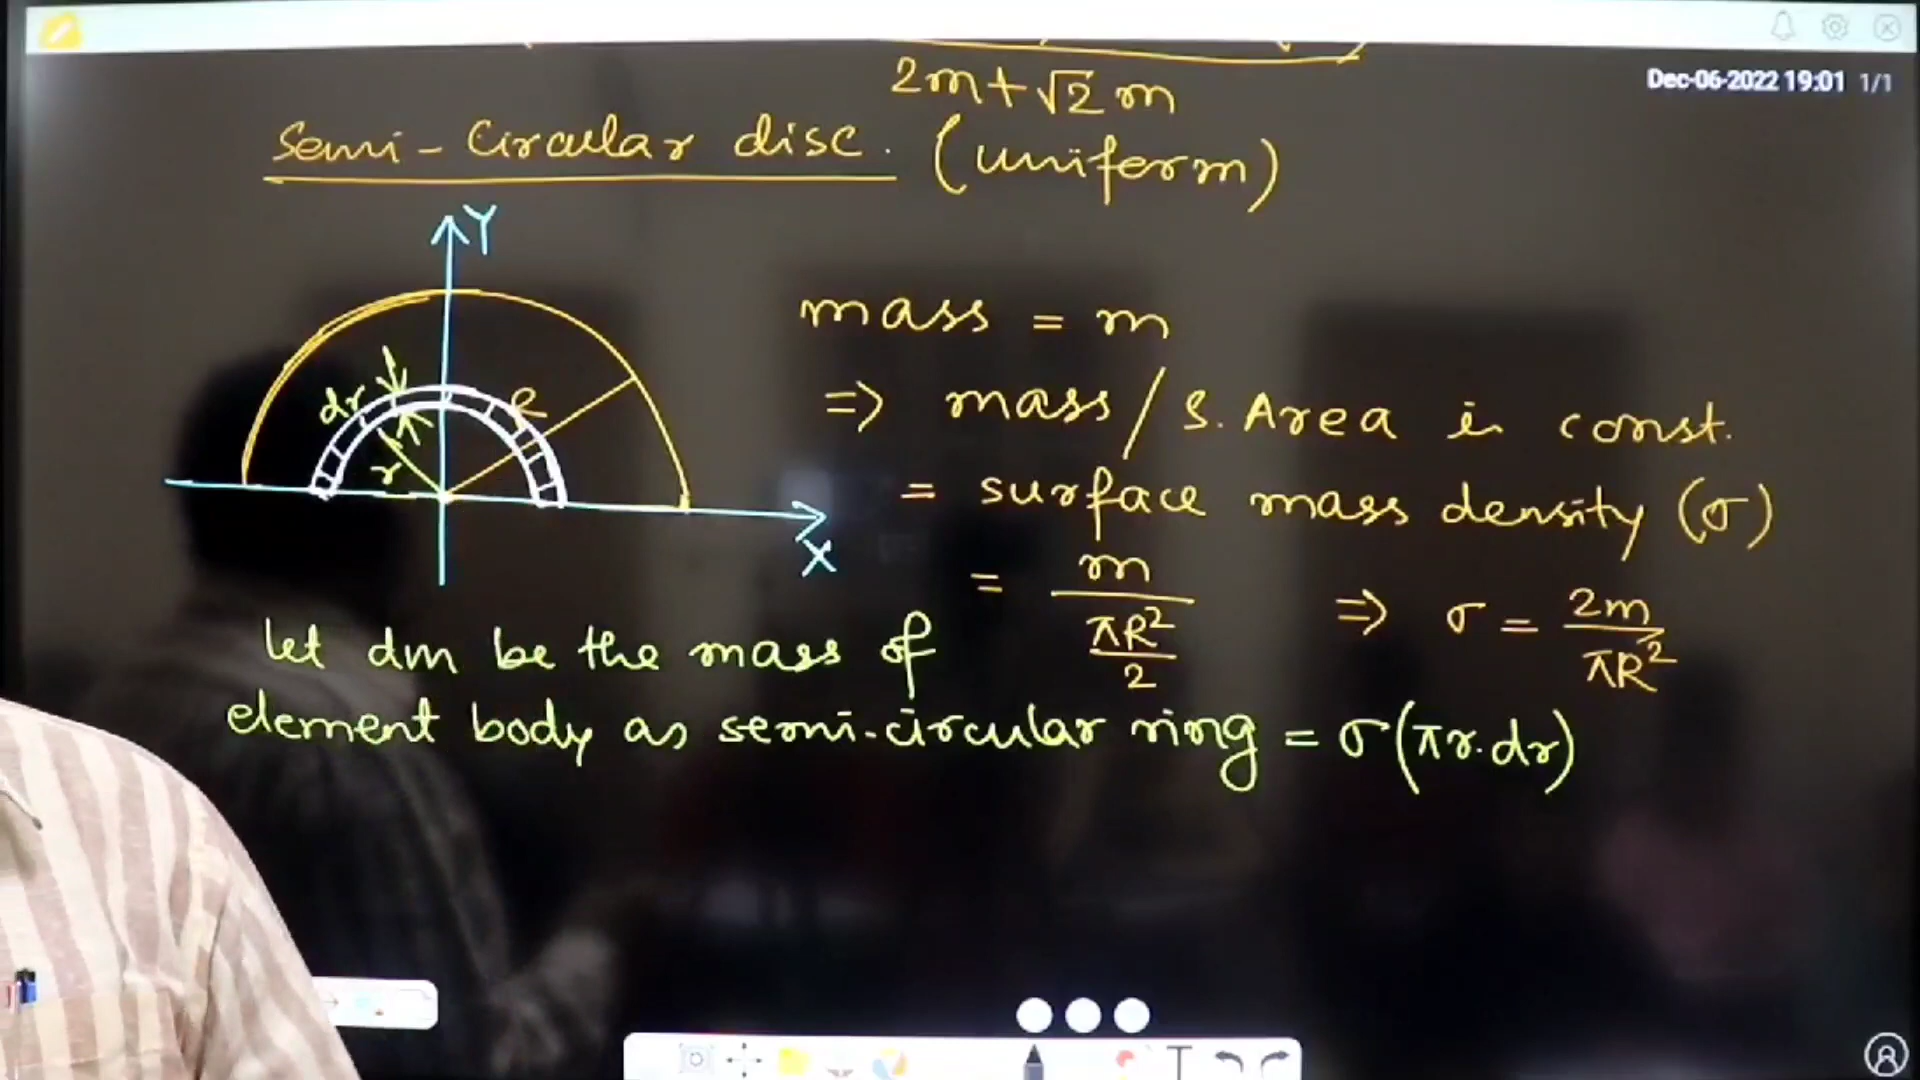 Dec-06-2022 19:01 1/1
2m+√2 m
Semi-Circular disc. (uniform)
Y
mass = m
dr
R
r
X
⇒ mass / S. Area is const.
= surface mass density (σ)
= m / (πR²/2) ⇒ σ = 2m / πR²
let dm be the mass of
element body as semi-circular ring = σ(πr.dr)
T